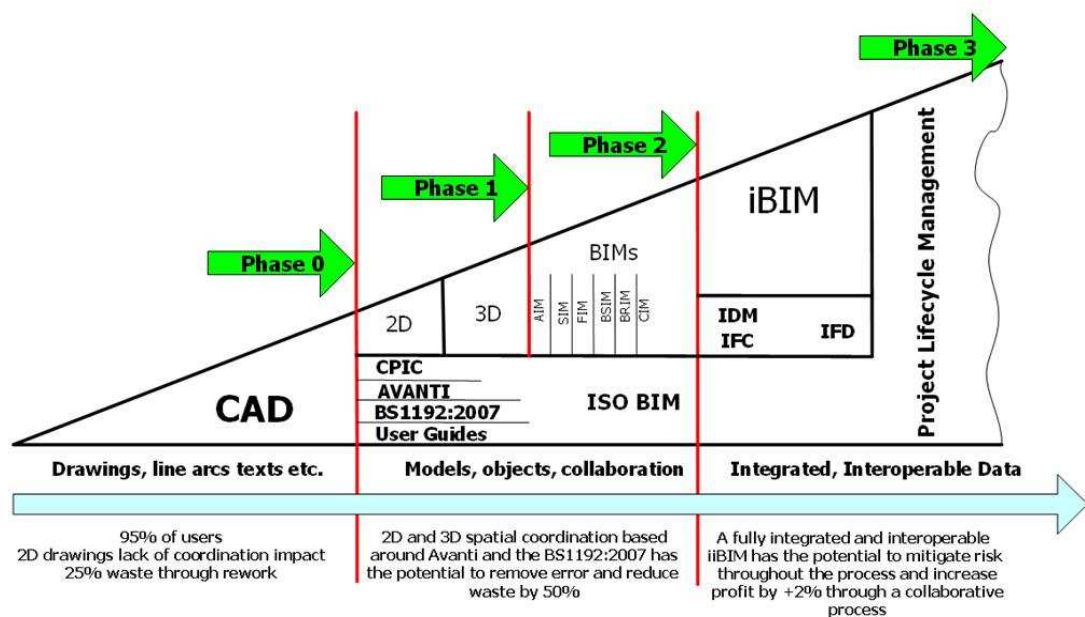 Phase 3
Phase 2
Phase 1
Phase 0
iBIM
BIMs
2D
3D
AIM
SIM
FIM
BSIM
BRIM
CIM
IDM
IFC
IFD
Project Lifecycle Management
CAD
CPIC
AVANTI
BS1192:2007
User Guides
ISO BIM
Drawings, line arcs texts etc.
Models, objects, collaboration
Integrated, Interoperable Data
95% of users
2D drawings lack of coordination impact
25% waste through rework
2D and 3D spatial coordination based
around Avanti and the BS1192:2007 has
the potential to remove error and reduce
waste by 50%
A fully integrated and interoperable
iiBIM has the potential to mitigate risk
throughout the process and increase
profit by +2% through a collaborative
process